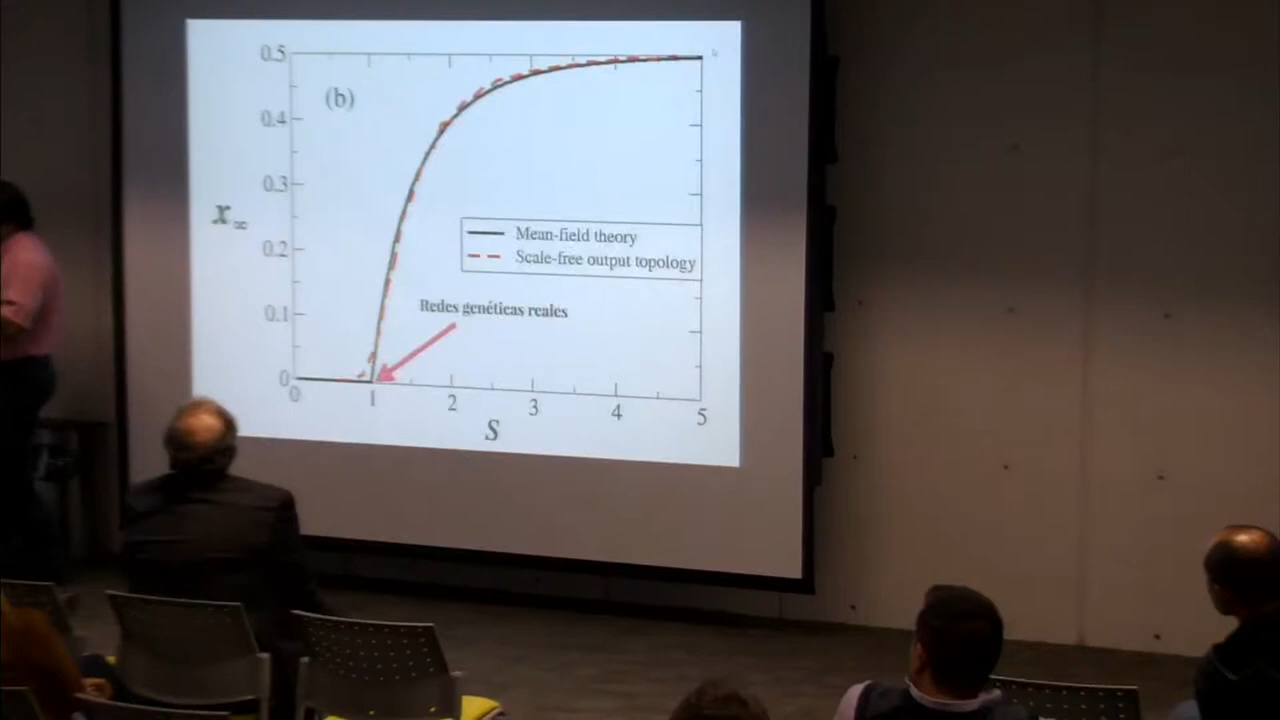 0.5
(b)
0.4
0.3
x∞
0.2
Mean-field theory
Scale-free output topology
0.1
Redes genéticas reales
0
0 1 2 3 4 5
S